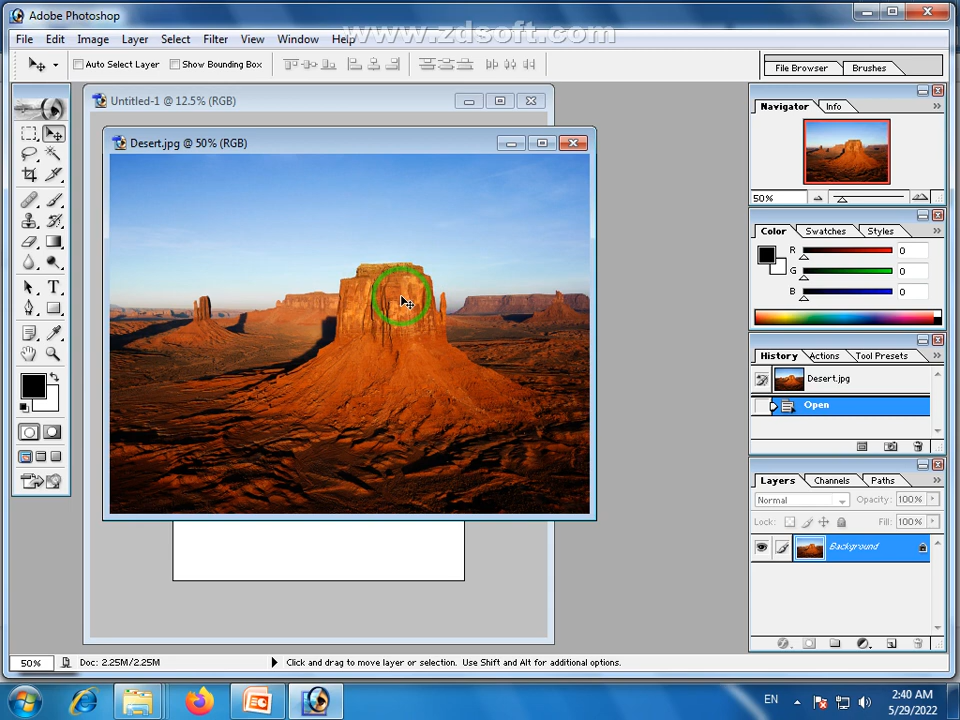 Adobe Photoshop
www.zdsoft.com
File Edit Image Layer Select Filter View Window Help
Auto Select Layer Show Bounding Box
File Browser Brushes
Untitled-1 @ 12.5% (RGB)
Desert.jpg @ 50% (RGB)
Navigator Info
50%
Color Swatches Styles
R 0
G 0
B 0
History Actions Tool Presets
Desert.jpg
Open
Layers Channels Paths
Normal Opacity: 100%
Lock: Fill: 100%
Background
T
50% Doc: 2.25M/2.25M Click and drag to move layer or selection. Use Shift and Alt for additional options.
EN
2:40 AM
5/29/2022